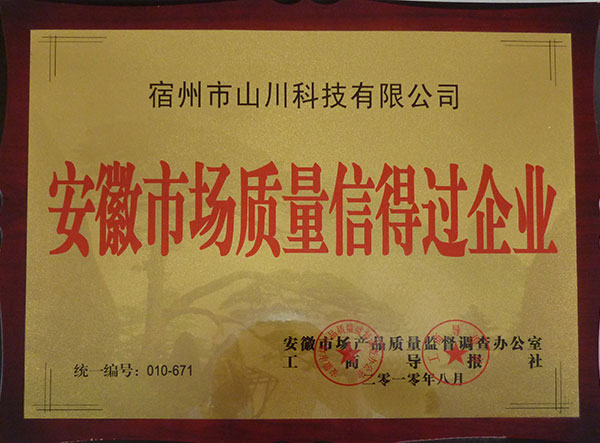 宿州市山川科技有限公司
安徽市场质量信得过企业
安徽市场产品质量监督调查办公室
工商导报社
统一编号：010-671
二零一零年八月